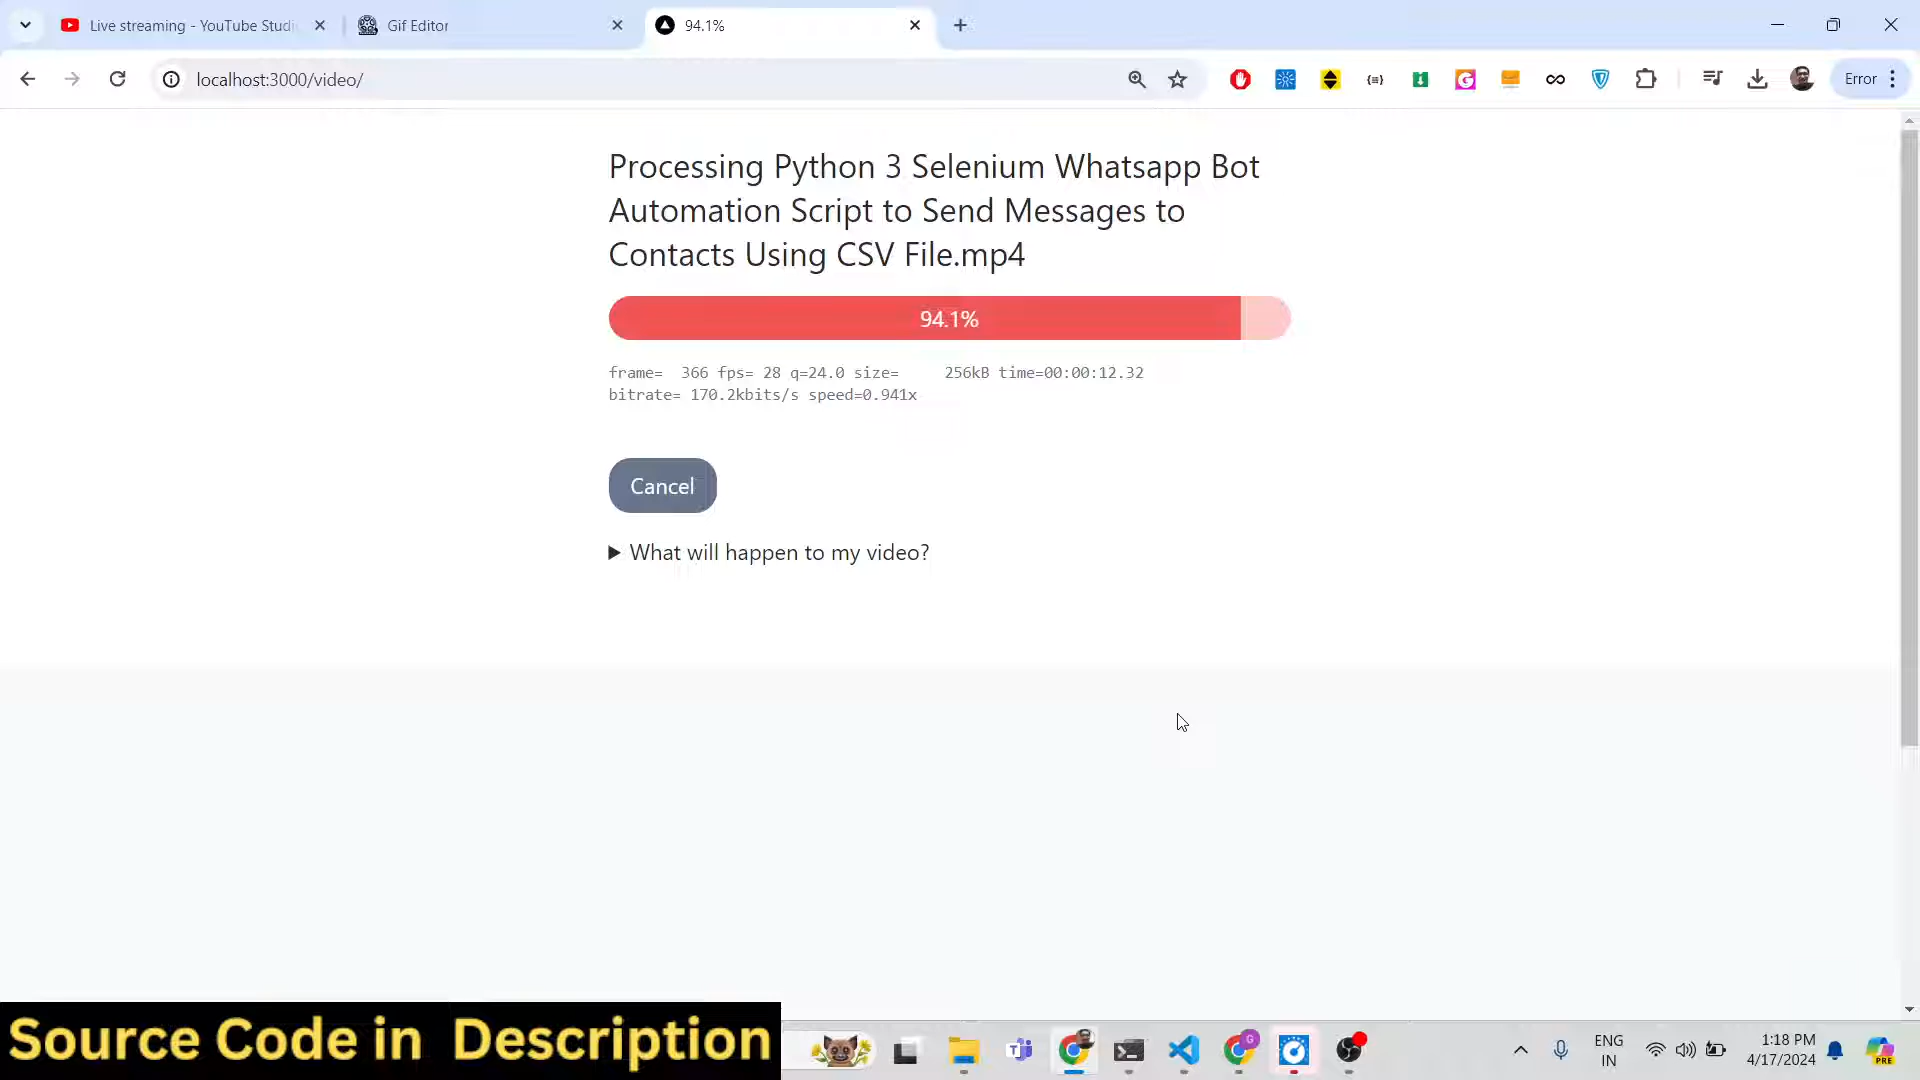 Live streaming - YouTube Studi
Gif Editor
94.1%
localhost:3000/video/
Error
Processing Python 3 Selenium Whatsapp Bot
Automation Script to Send Messages to
Contacts Using CSV File.mp4
94.1%
frame=  366 fps= 28 q=24.0 size=     256kB time=00:00:12.32
bitrate= 170.2kbits/s speed=0.941x
Cancel
What will happen to my video?
Source Code in  Description
ENG
IN
1:18 PM
4/17/2024
PRE